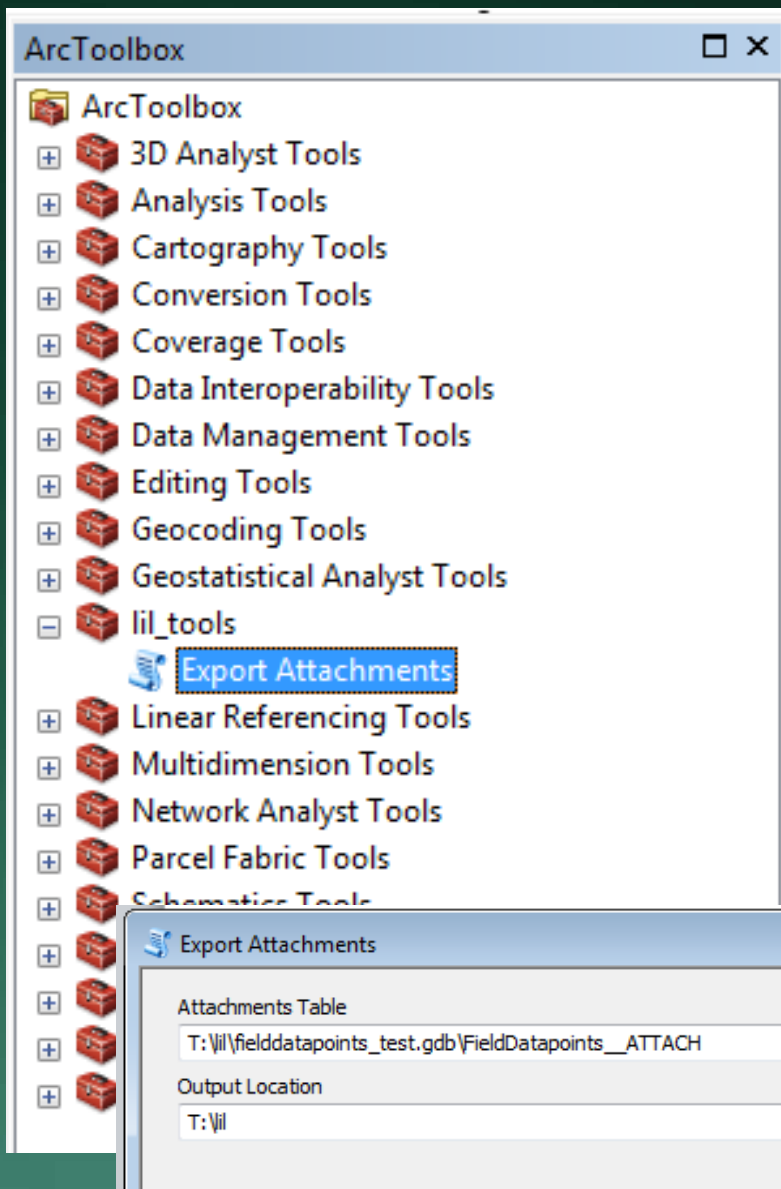 ArcToolbox
ArcToolbox
3D Analyst Tools
Analysis Tools
Cartography Tools
Conversion Tools
Coverage Tools
Data Interoperability Tools
Data Management Tools
Editing Tools
Geocoding Tools
Geostatistical Analyst Tools
lil_tools
Export Attachments
Linear Referencing Tools
Multidimension Tools
Network Analyst Tools
Parcel Fabric Tools
Schematics Tools
Export Attachments
Attachments Table
T:\lil\fielddatapoints_test.gdb\FieldDatapoints__ATTACH
Output Location
T:\lil